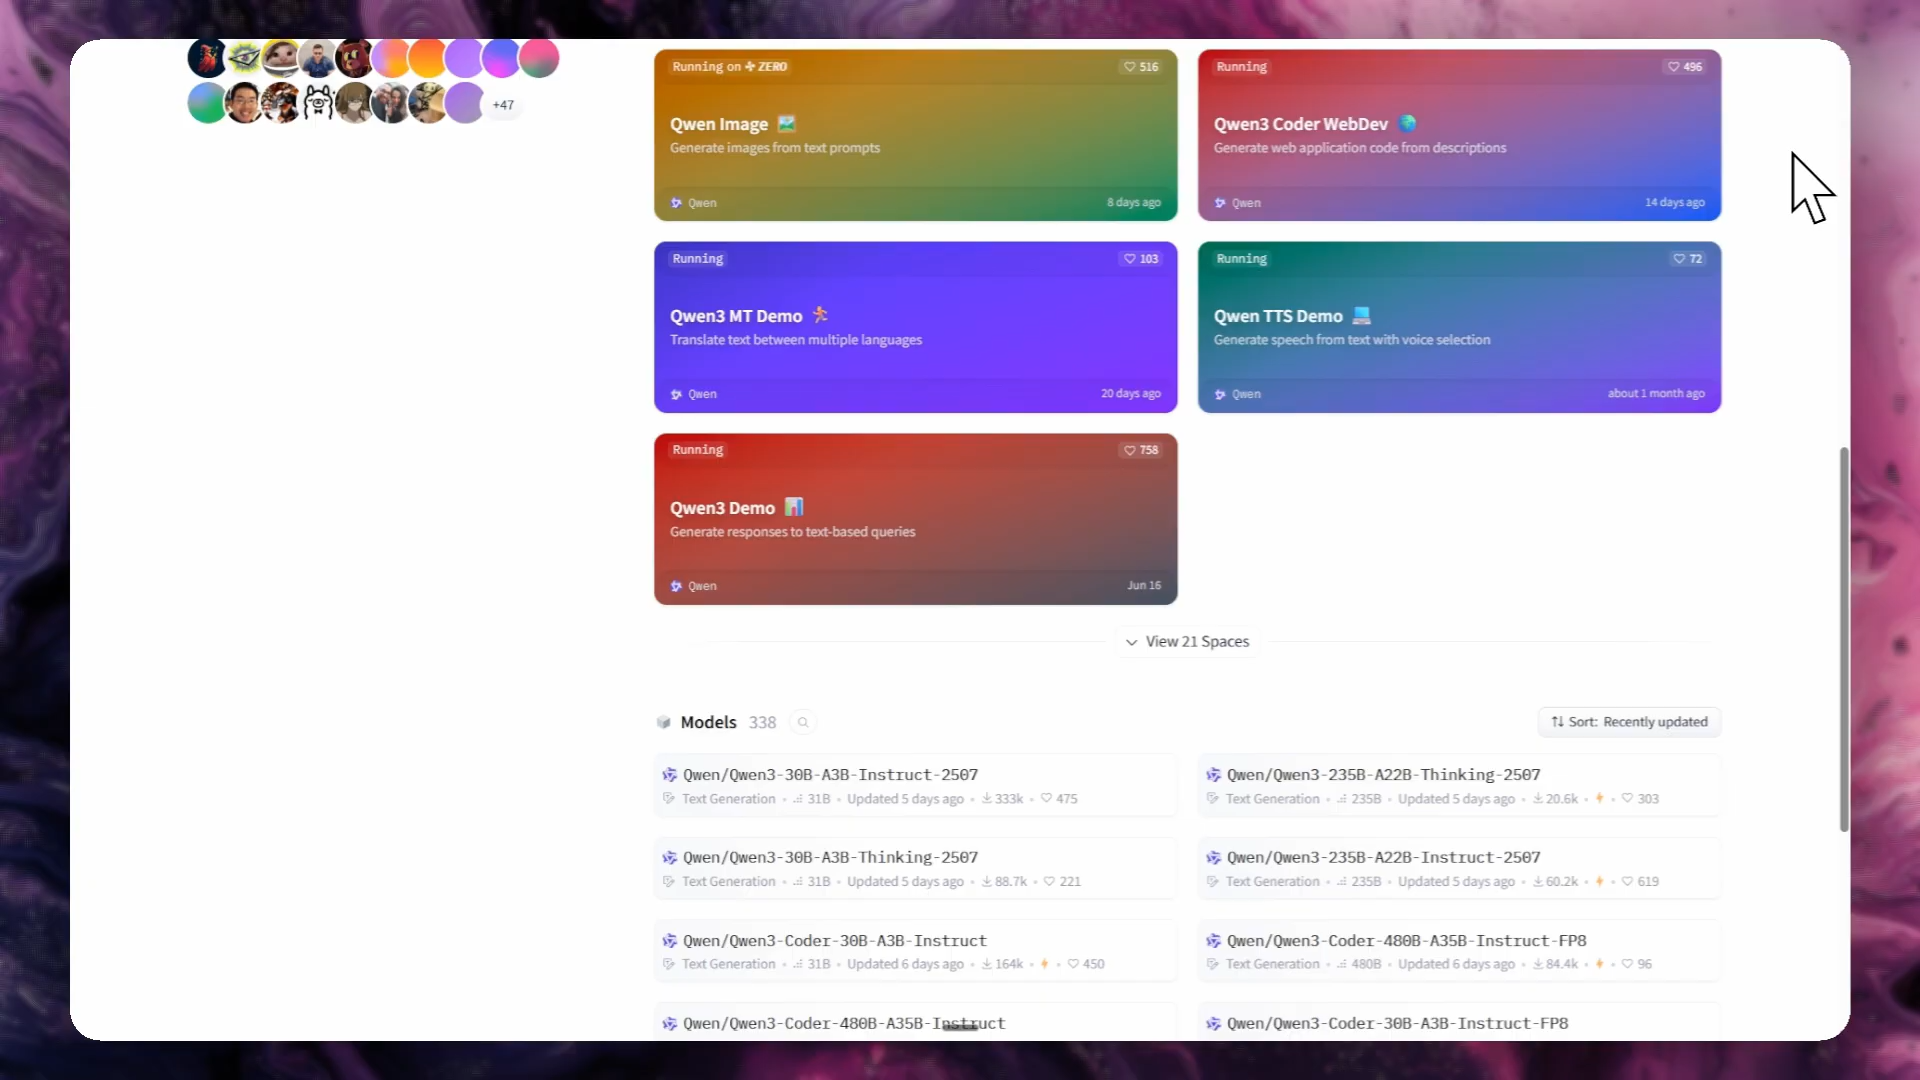 +47
Running on ZERO
516
Qwen Image
Generate images from text prompts
Qwen
8 days ago
Running
496
Qwen3 Coder WebDev
Generate web application code from descriptions
Qwen
14 days ago
Running
103
Qwen3 MT Demo
Translate text between multiple languages
Qwen
20 days ago
Running
72
Qwen TTS Demo
Generate speech from text with voice selection
Qwen
about 1 month ago
Running
758
Qwen3 Demo
Generate responses to text-based queries
Qwen
Jun 16
View 21 Spaces
Models 338
Sort: Recently updated
Qwen/Qwen3-30B-A3B-Instruct-2507
Text Generation • 31B • Updated 5 days ago • 333k • 475
Qwen/Qwen3-235B-A22B-Thinking-2507
Text Generation • 235B • Updated 5 days ago • 20.6k • 303
Qwen/Qwen3-30B-A3B-Thinking-2507
Text Generation • 31B • Updated 5 days ago • 88.7k • 221
Qwen/Qwen3-235B-A22B-Instruct-2507
Text Generation • 235B • Updated 5 days ago • 60.2k • 619
Qwen/Qwen3-Coder-30B-A3B-Instruct
Text Generation • 31B • Updated 6 days ago • 164k • 450
Qwen/Qwen3-Coder-480B-A35B-Instruct-FP8
Text Generation • 480B • Updated 6 days ago • 84.4k • 96
Qwen/Qwen3-Coder-480B-A35B-Instruct
Qwen/Qwen3-Coder-30B-A3B-Instruct-FP8